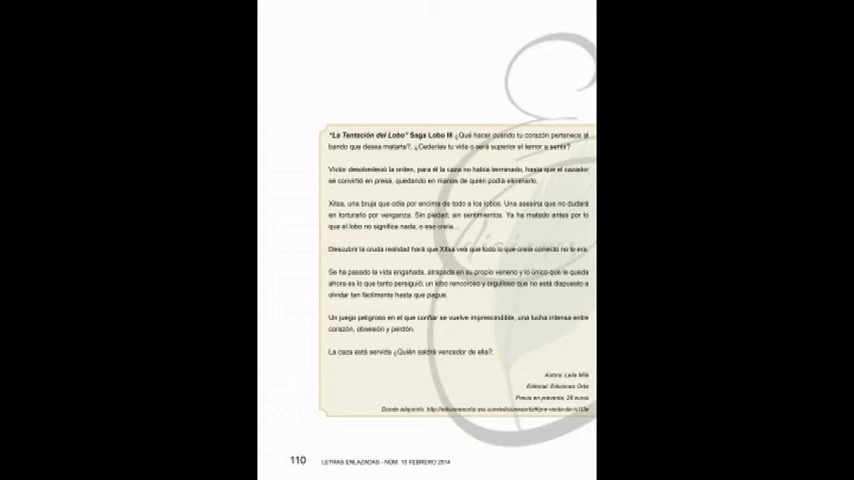 "La Tentación del Lobo" Saga Lobo III ¿Qué hacer cuando tu corazón pertenece al
bando que desea matarte?, ¿Cederías tu vida o será superior el temor a sentir?
Víctor desobedeció la orden, para él la caza no había terminado, hasta que el cazador
se convirtió en presa, quedando en manos de quién podía eliminarlo.
Xitsa, una bruja que odia por encima de todo a los lobos. Una asesina que no dudará
en torturarlo por venganza. Sin piedad; sin sentimientos. Ya ha matado antes por lo
que el lobo no significa nada; o eso creía...
Descubrir la cruda realidad hará que Xitsa vea que todo lo que creía correcto no lo era.
Se ha pasado la vida engañada, atrapada en su propio veneno y lo único que le queda
ahora es lo que tanto persiguió; un lobo rencoroso y orgulloso que no está dispuesto a
olvidar tan fácilmente hasta que pague.
Un juego peligroso en el que confiar se vuelve imprescindible, una lucha intensa entre
corazón, obsesión y perdón.
La caza está servida ¿Quién saldrá vencedor de ella?.
Autora: Leila Milà
Editorial: Ediciones Ortiz
Precio en preventa: 26 euros
Donde adquirirlo:
110 LETRAS ENLAZADAS - NÚM. 16 FEBRERO 2014